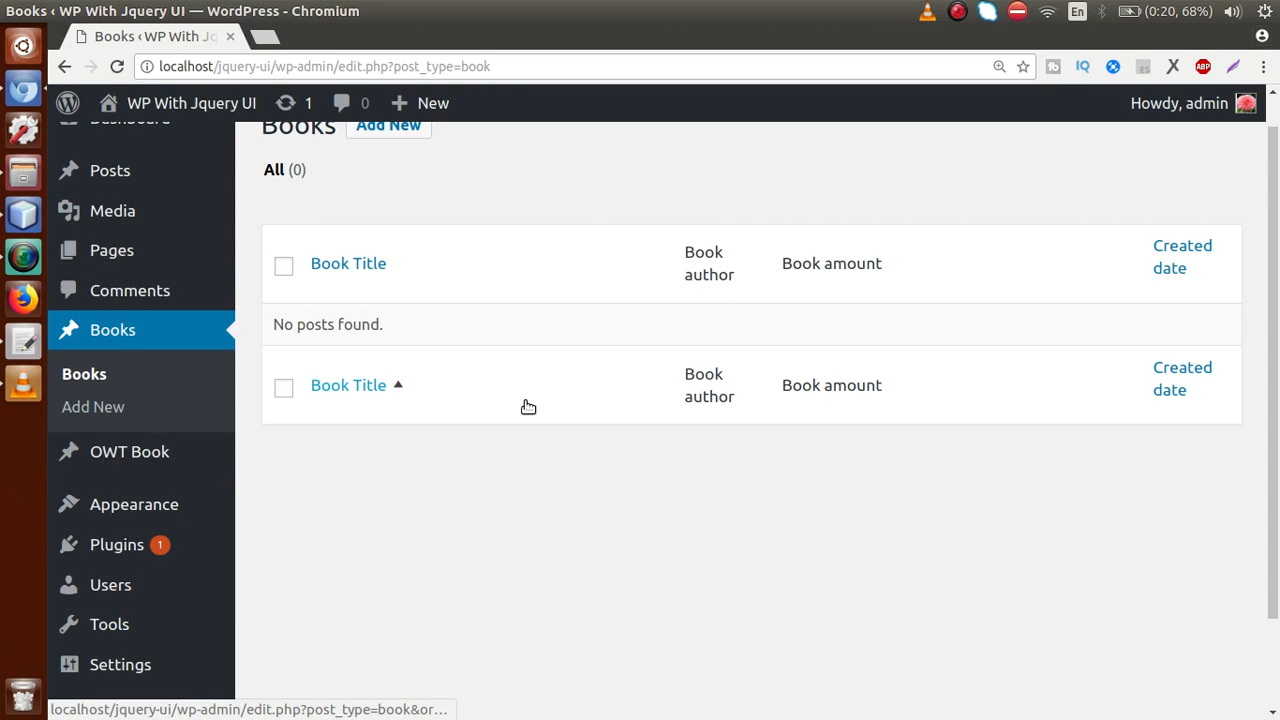 Books ‹ WP With Jquery UI — WordPress - Chromium
En
(0:20, 68%)
Books ‹ WP With Jq
localhost/jquery-ui/wp-admin/edit.php?post_type=book
IQ
ABP
WP With Jquery UI
1
0
New
Howdy, admin
Dashboard
Posts
Media
Pages
Comments
Books
Books
Add New
OWT Book
Appearance
Plugins 1
Users
Tools
Settings
Books
Add New
All (0)
Book Title
Book
author
Book amount
Created
date
No posts found.
Book Title
Book
author
Book amount
Created
date
localhost/jquery-ui/wp-admin/edit.php?post_type=book&or...